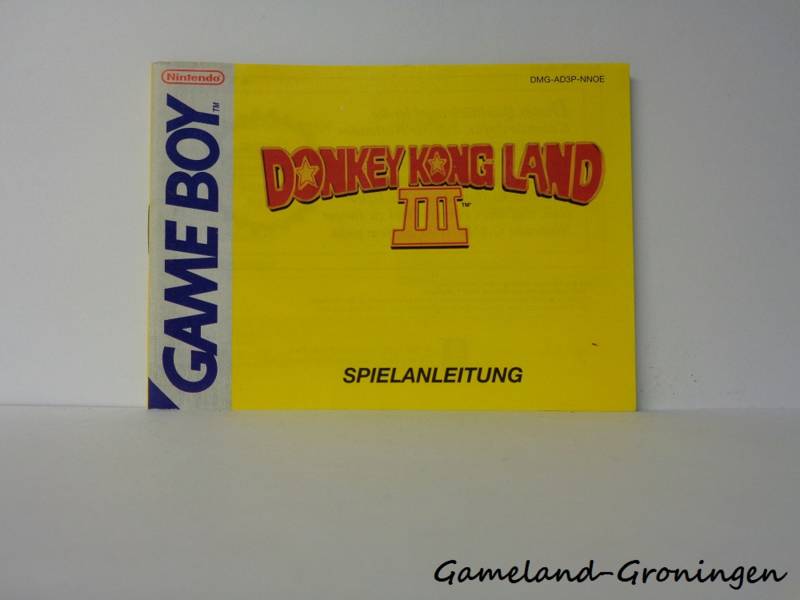 Nintendo
GAME BOY™
DMG-AD3P-NNOE
DONKEY KONG LAND
III™
SPIELANLEITUNG
Gameland-Groningen